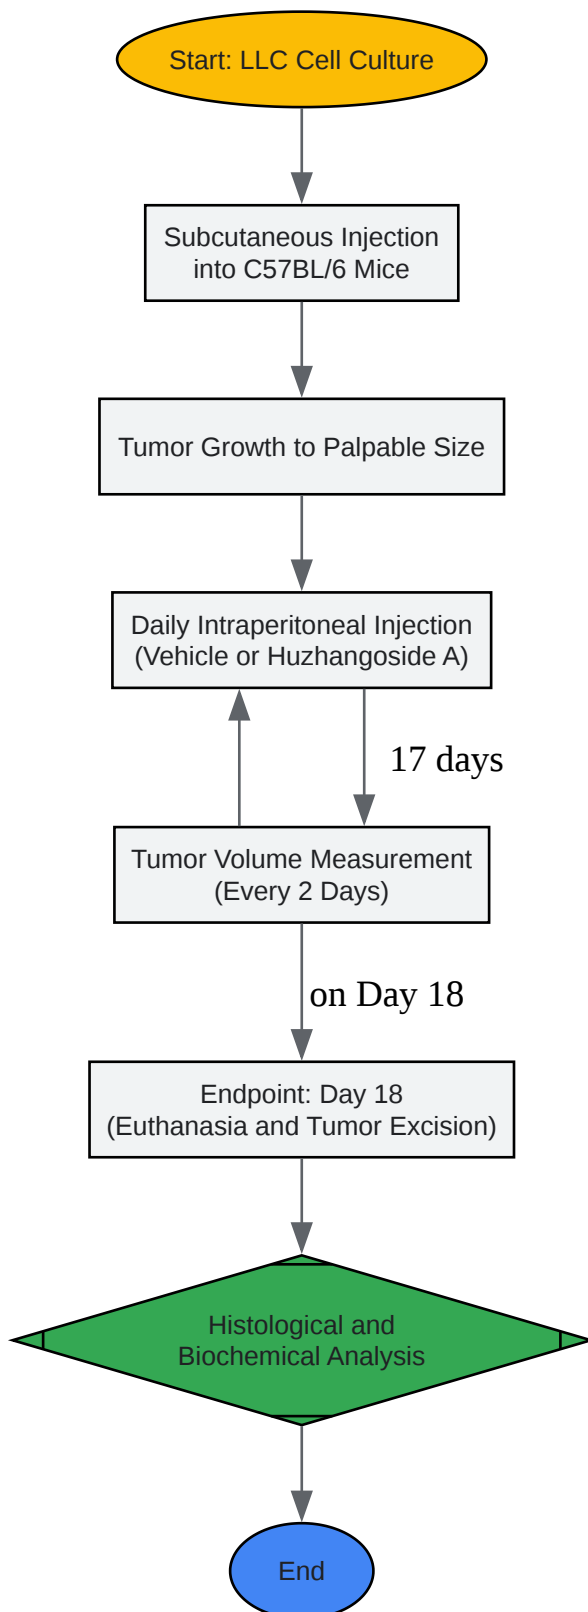 Start: LLC Cell Culture
Subcutaneous Injection
into C57BL/6 Mice
Tumor Growth to Palpable Size
Daily Intraperitoneal Injection
(Vehicle or Huzhangoside A)
17 days
Tumor Volume Measurement
(Every 2 Days)
on Day 18
Endpoint: Day 18
(Euthanasia and Tumor Excision)
Histological and
Biochemical Analysis
End